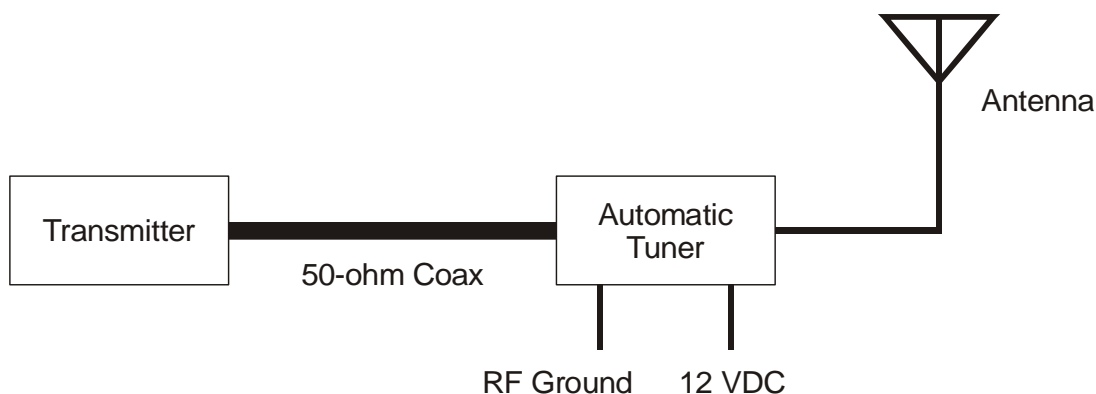 Antenna
Transmitter
Automatic
Tuner
50-ohm Coax
RF Ground
12 VDC